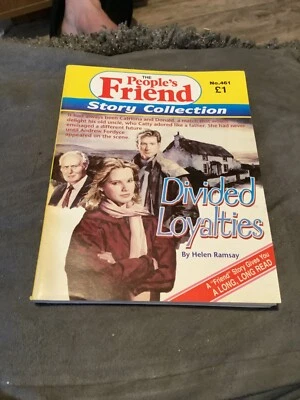 THE
People's
Friend
No. 461
£1
Story Collection
It had always been Catriona and Donald, a match that would
delight his old uncle, who Catty adored like a father. She had never
envisaged a different future
until Andrew Fordyce
appeared on the scene.
Divided
Loyalties
By Helen Ramsay
A "Friend" Story Gives You
A LONG, LONG READ